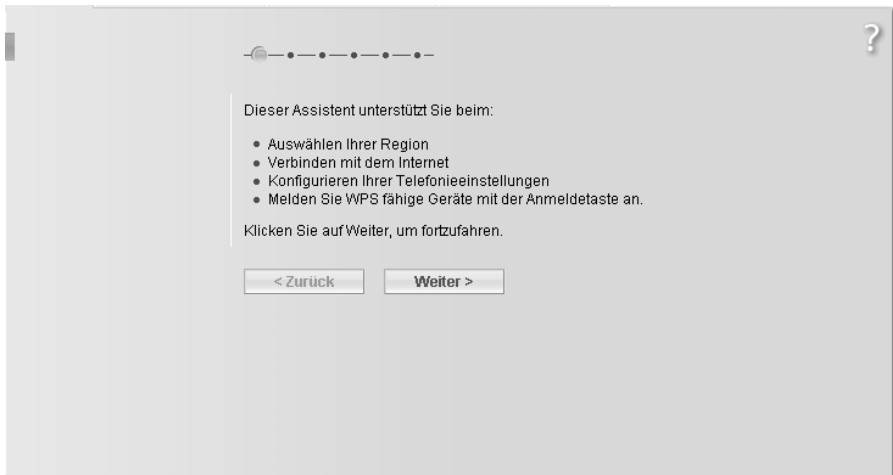 ?
Dieser Assistent unterstützt Sie beim:
• Auswählen Ihrer Region
• Verbinden mit dem Internet
• Konfigurieren Ihrer Telefonieeinstellungen
• Melden Sie WPS fähige Geräte mit der Anmeldetaste an.
Klicken Sie auf Weiter, um fortzufahren.
< Zurück Weiter >